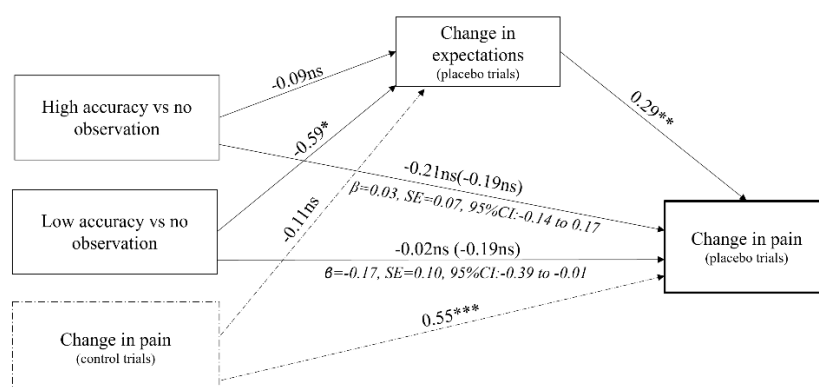 Change in
expectations
(placebo trials)
-0.09ns
High accuracy vs no
observation
0.29**
-0.59*
-0.21ns(-0.19ns)
β=0.03, SE=0.07, 95%CI:-0.14 to 0.17
-0.11ns
Low accuracy vs no
observation
-0.02ns (-0.19ns)
β=-0.17, SE=0.10, 95%CI:-0.39 to -0.01
Change in pain
(placebo trials)
0.55***
Change in pain
(control trials)